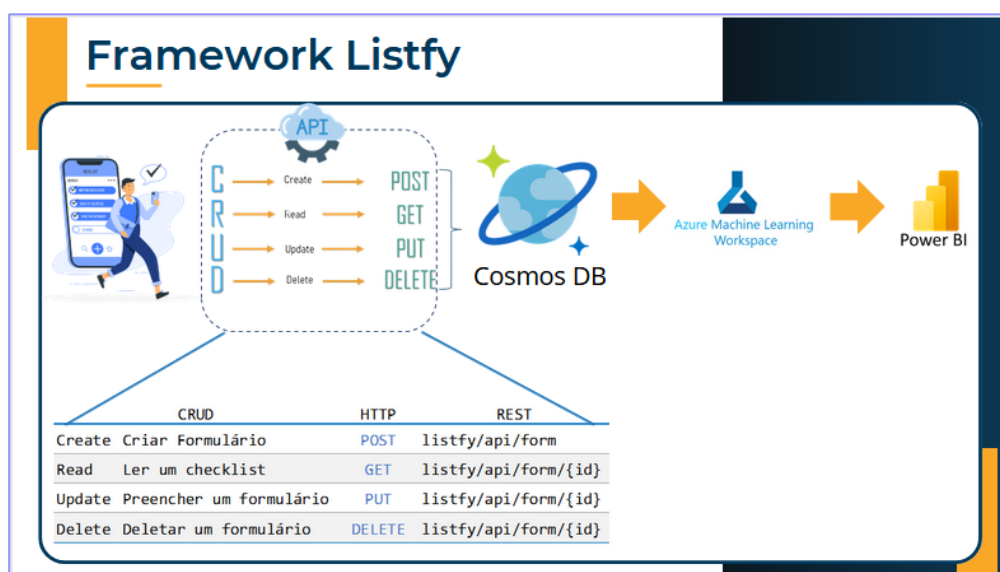 Framework Listfy
API
C Create POST
R Read GET
U Update PUT
D Delete DELETE
Cosmos DB
Azure Machine Learning
Workspace
Power BI
CRUD HTTP REST
Create Criar Formulário POST listfy/api/form
Read Ler um checklist GET listfy/api/form/{id}
Update Preencher um formulário PUT listfy/api/form/{id}
Delete Deletar um formulário DELETE listfy/api/form/{id}